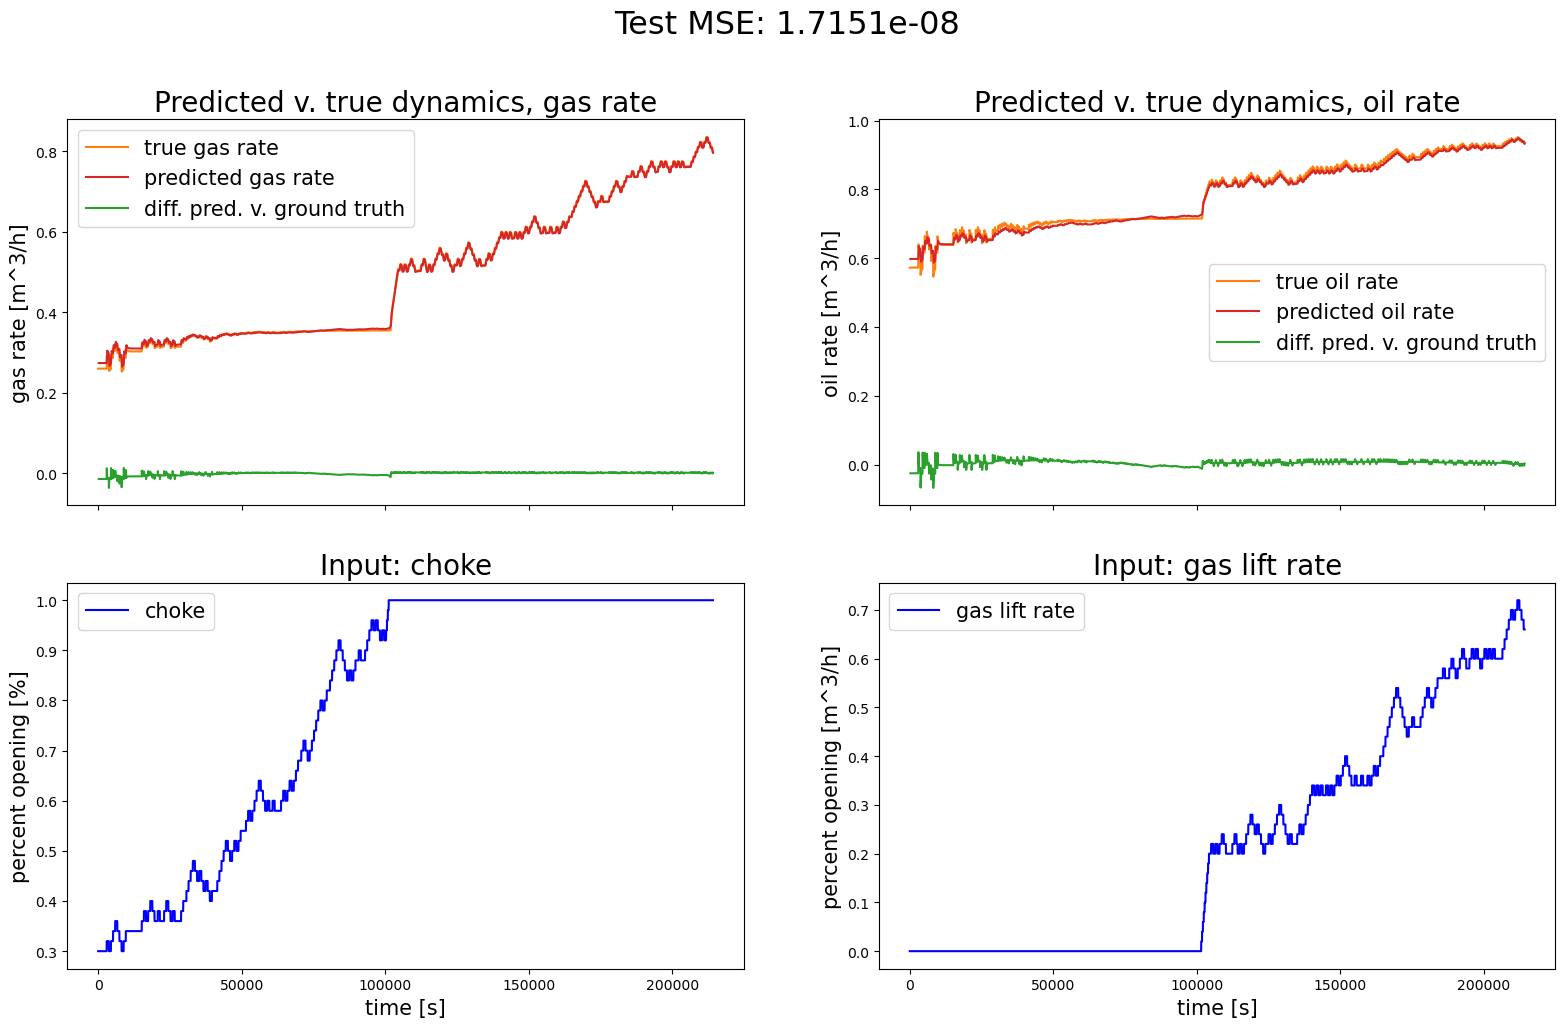 Test MSE: 1.7151e-08
Predicted v. true dynamics, gas rate
true gas rate
predicted gas rate
diff. pred. v. ground truth
gas rate [m^3/h]
0.8
0.6
0.4
0.2
0.0
Predicted v. true dynamics, oil rate
true oil rate
predicted oil rate
diff. pred. v. ground truth
oil rate [m^3/h]
1.0
0.8
0.6
0.4
0.2
0.0
Input: choke
choke
percent opening [%]
1.0
0.9
0.8
0.7
0.6
0.5
0.4
0.3
0 50000 100000 150000 200000
time [s]
Input: gas lift rate
gas lift rate
percent opening [m^3/h]
0.7
0.6
0.5
0.4
0.3
0.2
0.1
0.0
0 50000 100000 150000 200000
time [s]